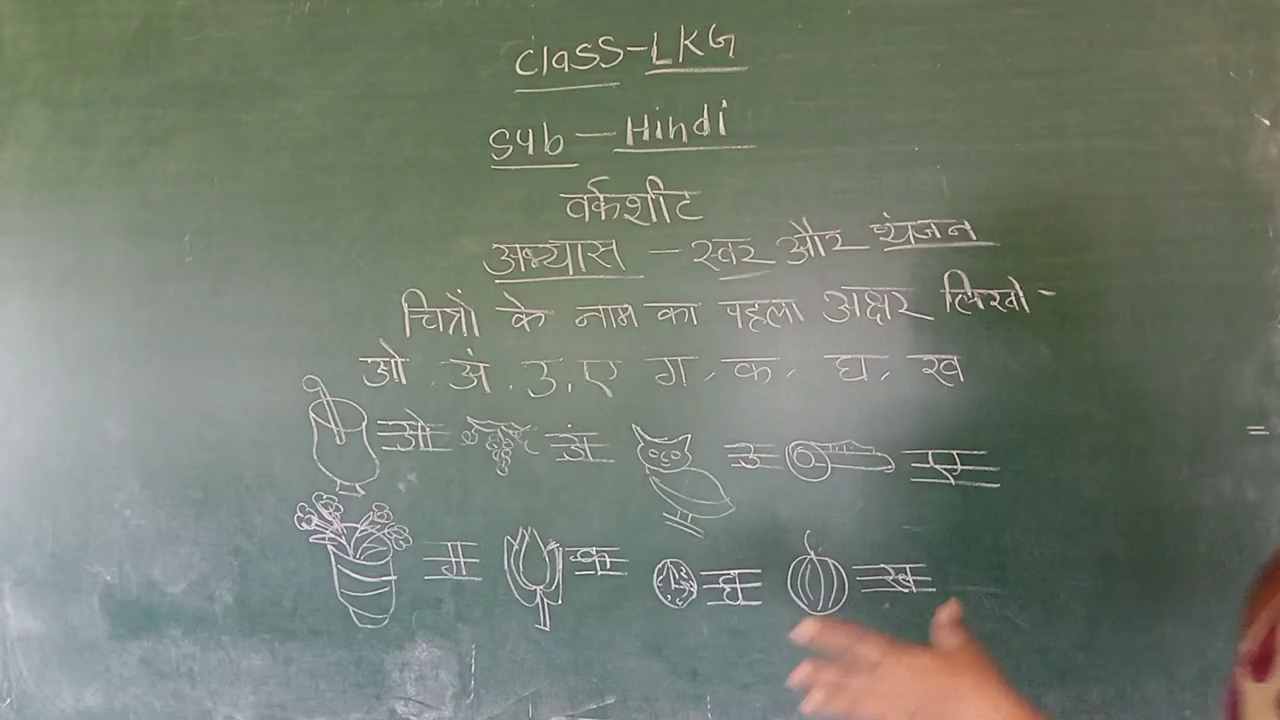 Class-LKG
Sub-Hindi
वर्कशीट
अभ्यास - स्वर और व्यंजन
चित्रों के नाम का पहला अक्षर लिखो -
ओ, अं, उ, ए ग, क, घ, ख
ओ अं उ ए
ग क घ ख